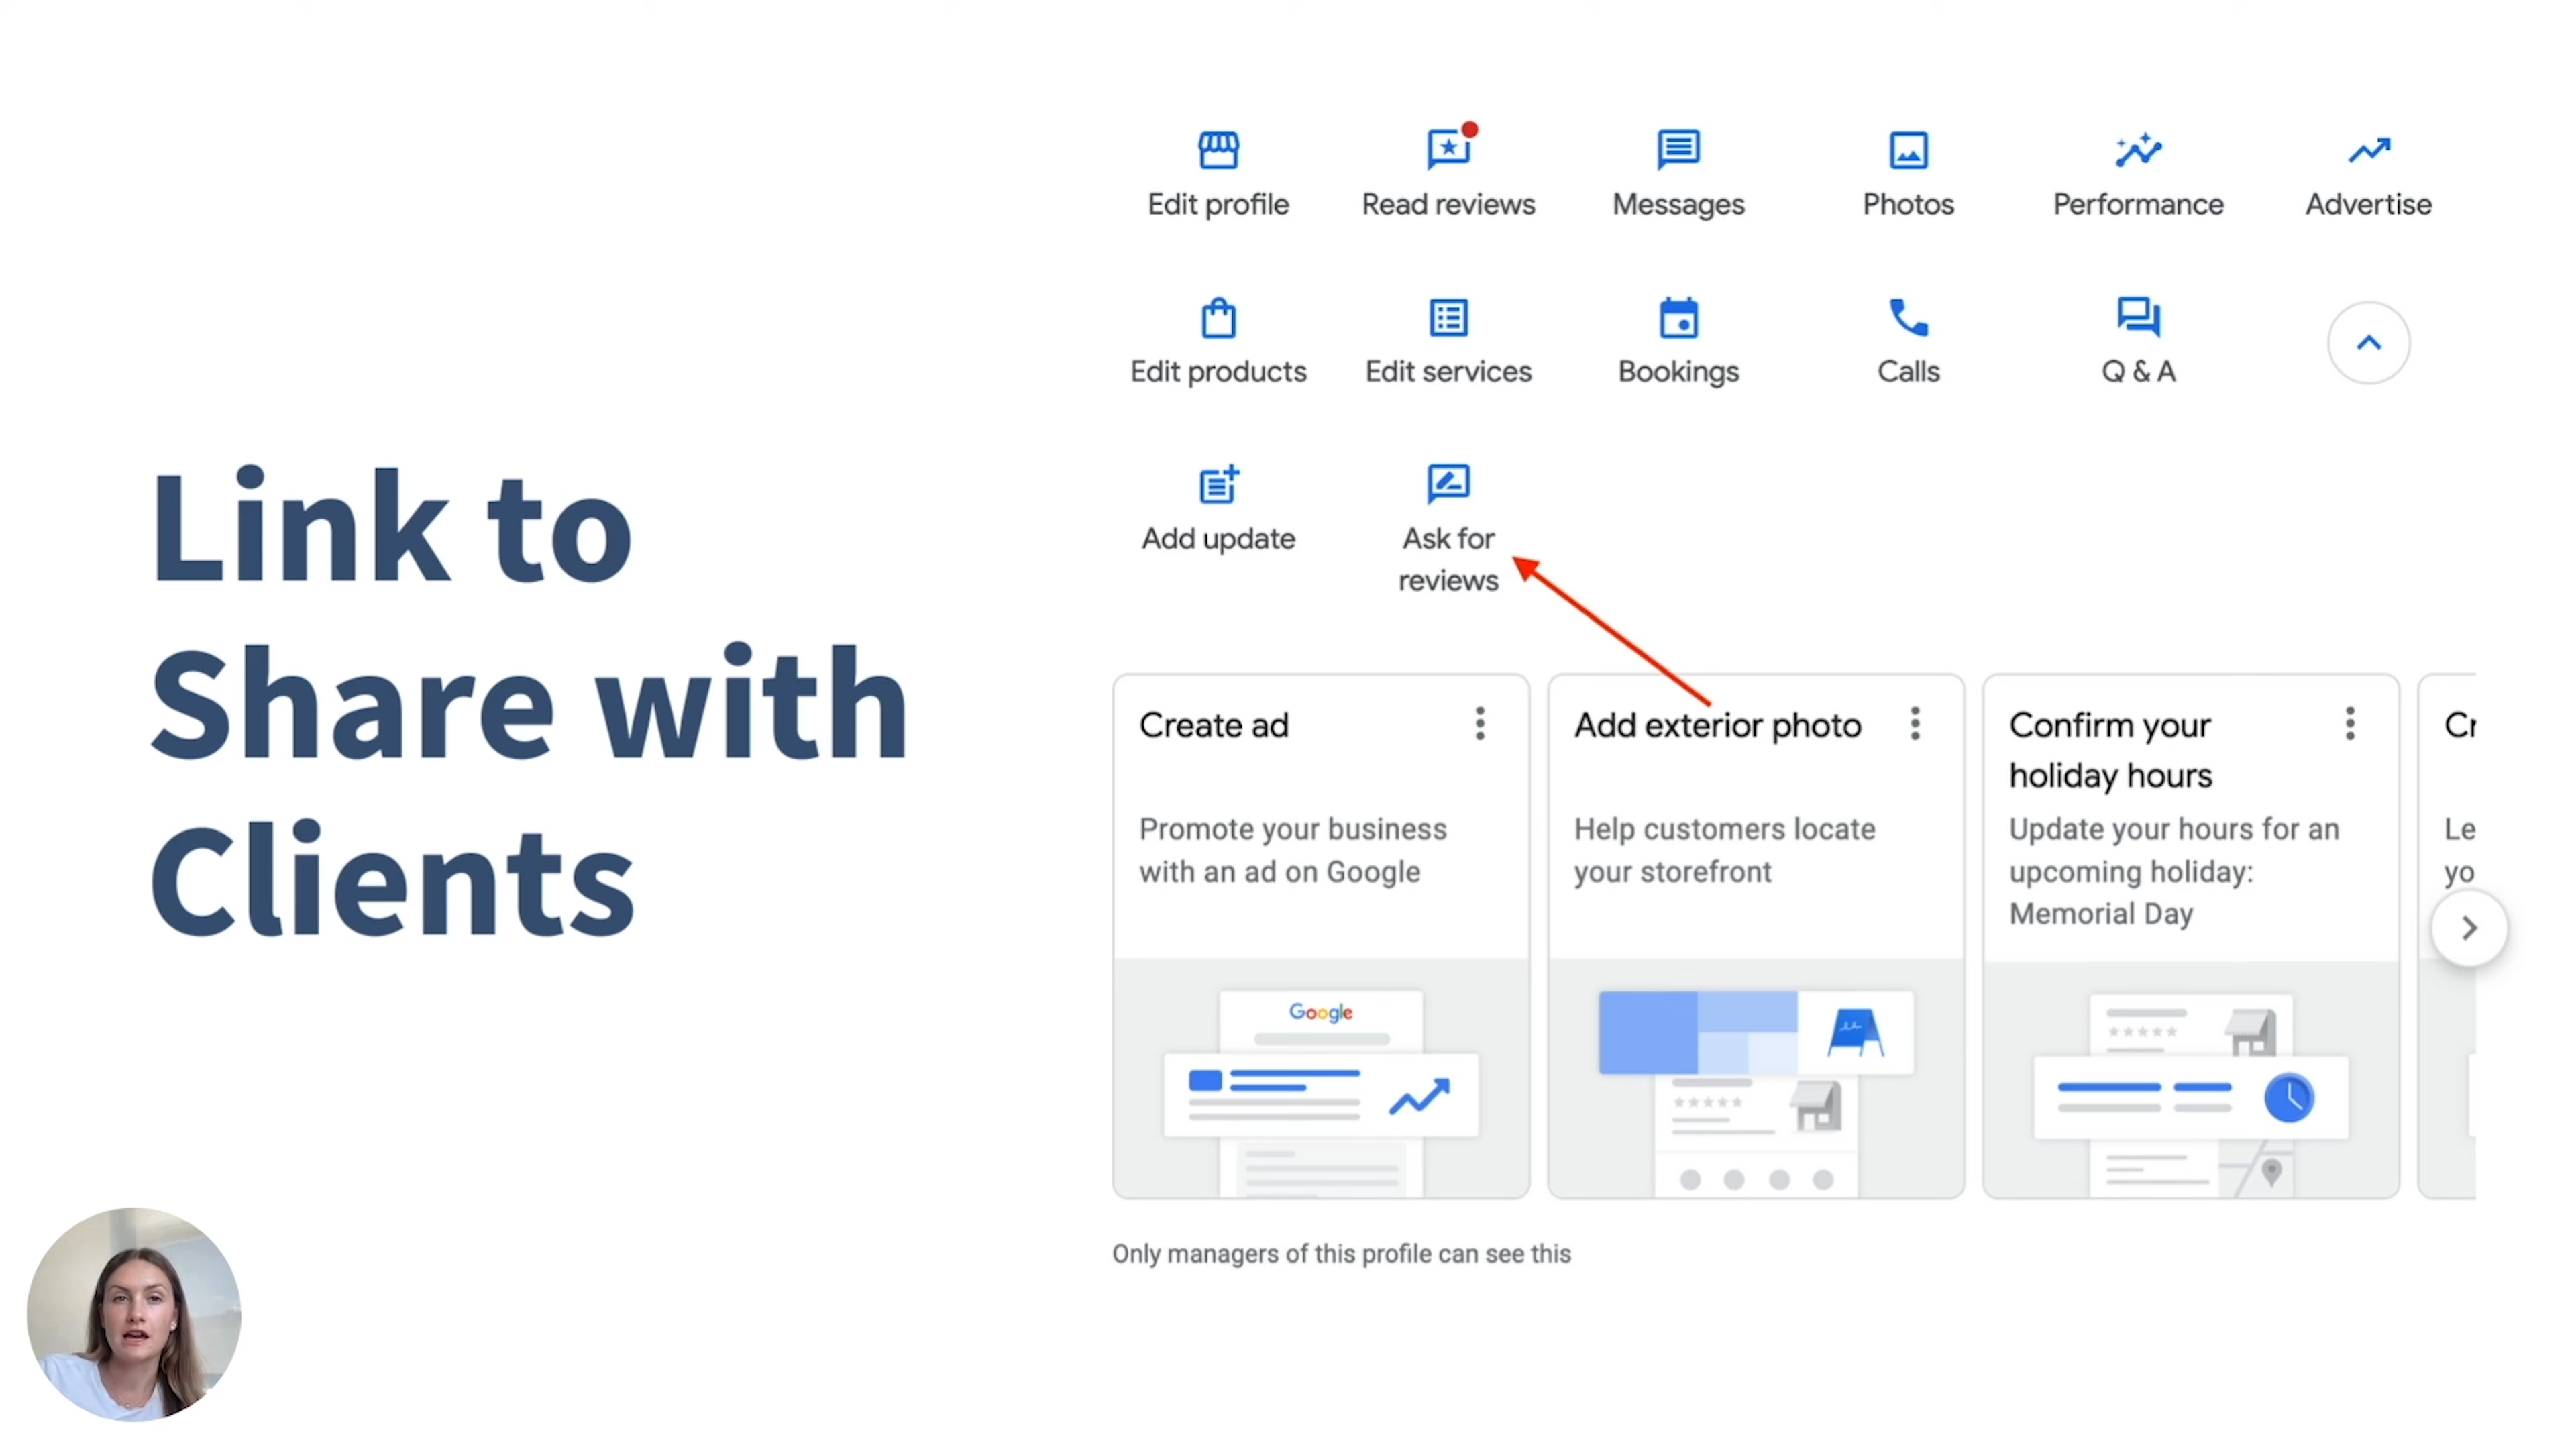 Link to
Share with
Clients
Edit profile
Read reviews
Messages
Photos
Performance
Advertise
Edit products
Edit services
Bookings
Calls
Q & A
Add update
Ask for
reviews
Create ad
Promote your business
with an ad on Google
Google
Add exterior photo
Help customers locate
your storefront
Confirm your
holiday hours
Update your hours for an
upcoming holiday:
Memorial Day
Cr
Le
yo
Only managers of this profile can see this